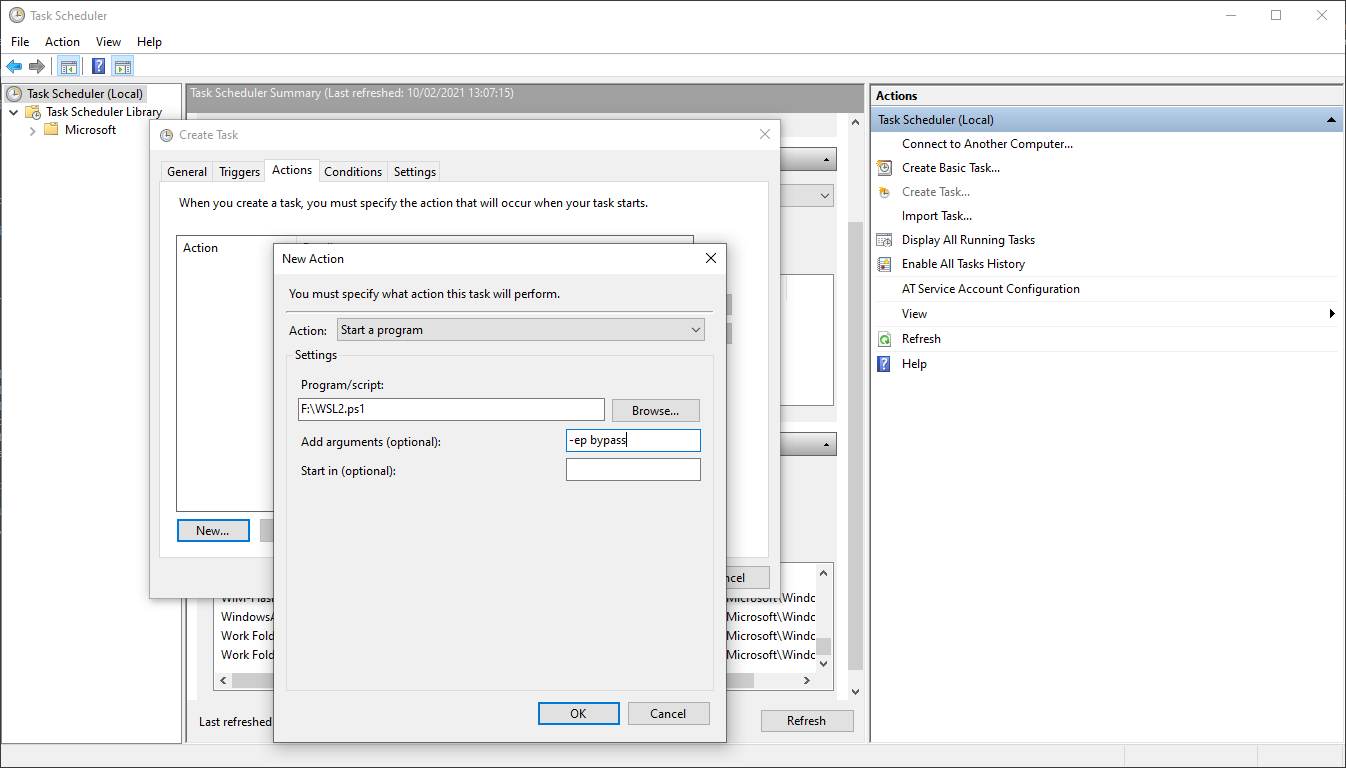 Task Scheduler
File Action View Help
Task Scheduler (Local)
Task Scheduler Library
Microsoft
Task Scheduler Summary (Last refreshed: 10/02/2021 13:07:15)
Create Task
General Triggers Actions Conditions Settings
When you create a task, you must specify the action that will occur when your task starts.
Action
New...
New Action
You must specify what action this task will perform.
Action: Start a program
Settings
Program/script:
F:\WSL2.ps1 Browse...
Add arguments (optional): -ep bypass
Start in (optional):
OK Cancel
Work Fold
Microsoft\Windo
Work Fold
Microsoft\Windo
Microsoft\Windo
Last refreshed
Refresh
Actions
Task Scheduler (Local)
Connect to Another Computer...
Create Basic Task...
Create Task...
Import Task...
Display All Running Tasks
Enable All Tasks History
AT Service Account Configuration
View
Refresh
Help